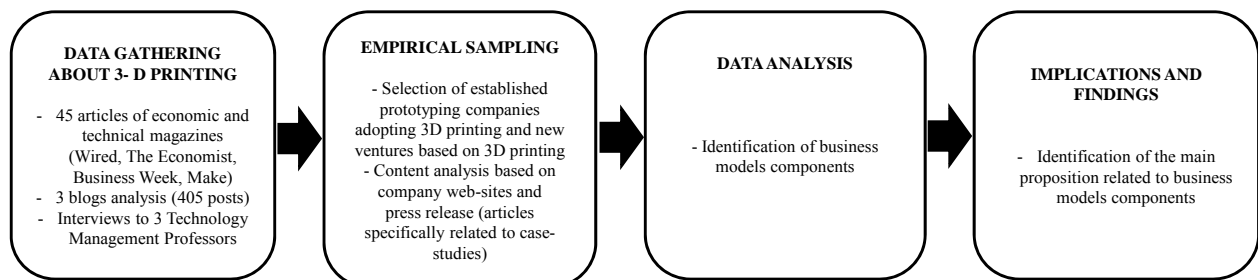 DATA GATHERING
ABOUT 3- D PRINTING
- 45 articles of economic and
technical magazines
(Wired, The Economist,
Business Week, Make)
- 3 blogs analysis (405 posts)
- Interviews to 3 Technology
Management Professors
EMPIRICAL SAMPLING
- Selection of established
prototyping companies
adopting 3D printing and new
ventures based on 3D printing
- Content analysis based on
company web-sites and
press release (articles
specifically related to case-
studies)
DATA ANALYSIS
- Identification of business
models components
IMPLICATIONS AND
FINDINGS
- Identification of the main
proposition related to business
models components